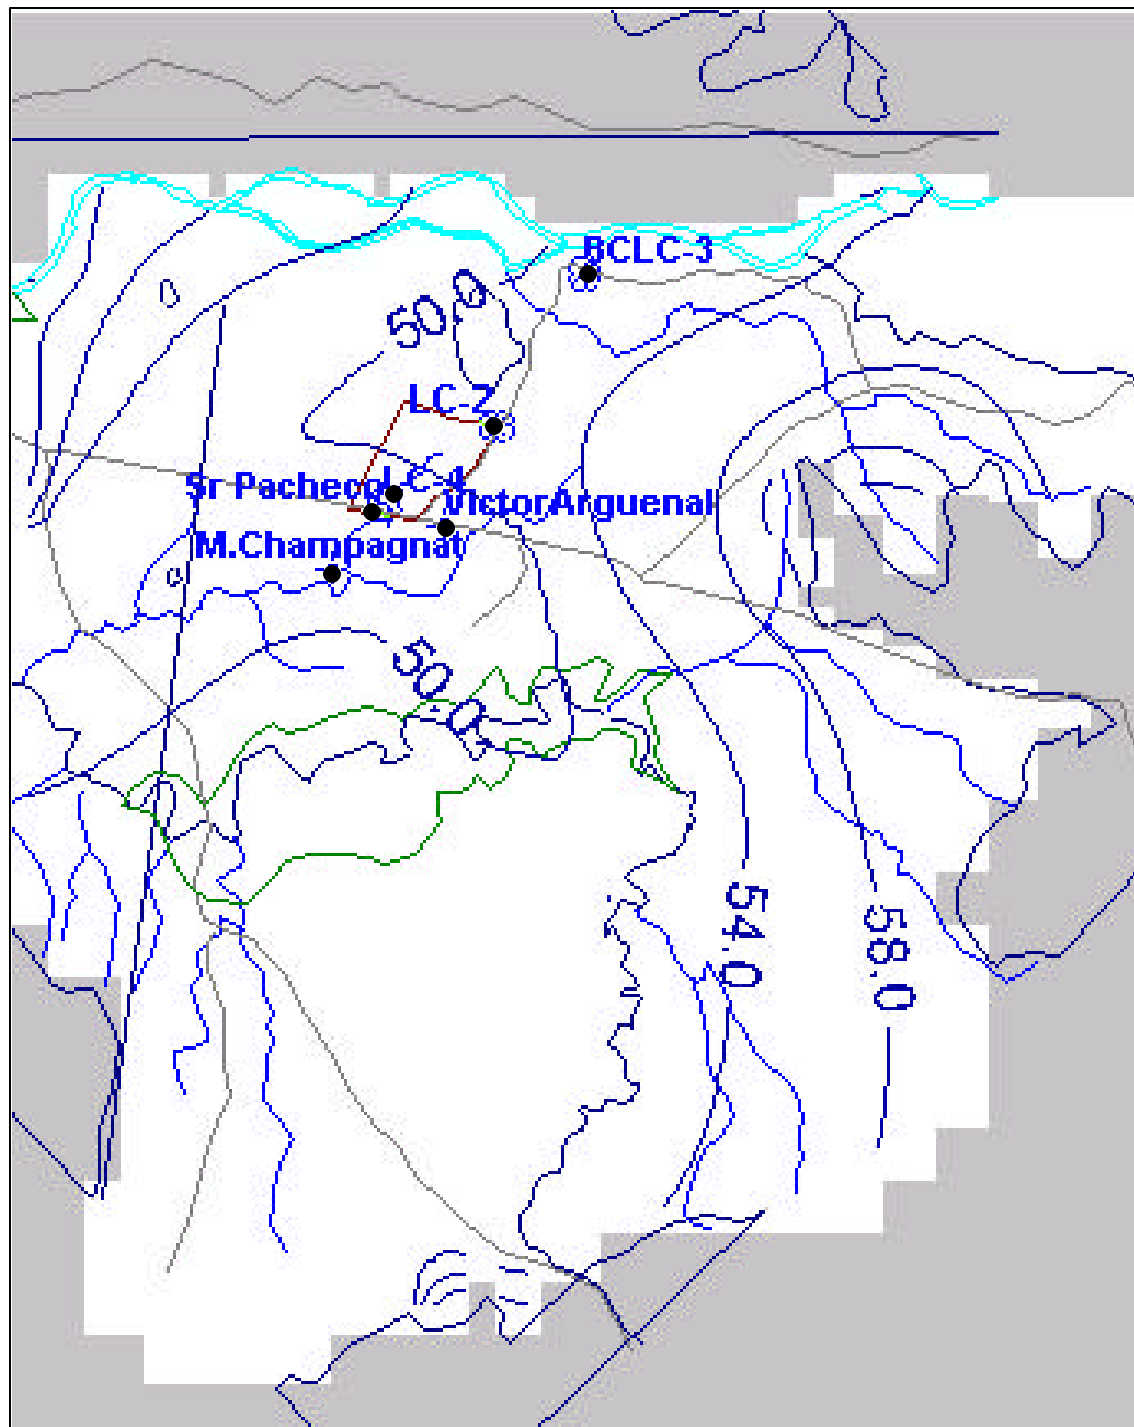 BCLC-3
50.0
LC-2
Sr Pacheco
LC-4
VictorArguenal
M.Champagnat
50.0
54.0
58.0